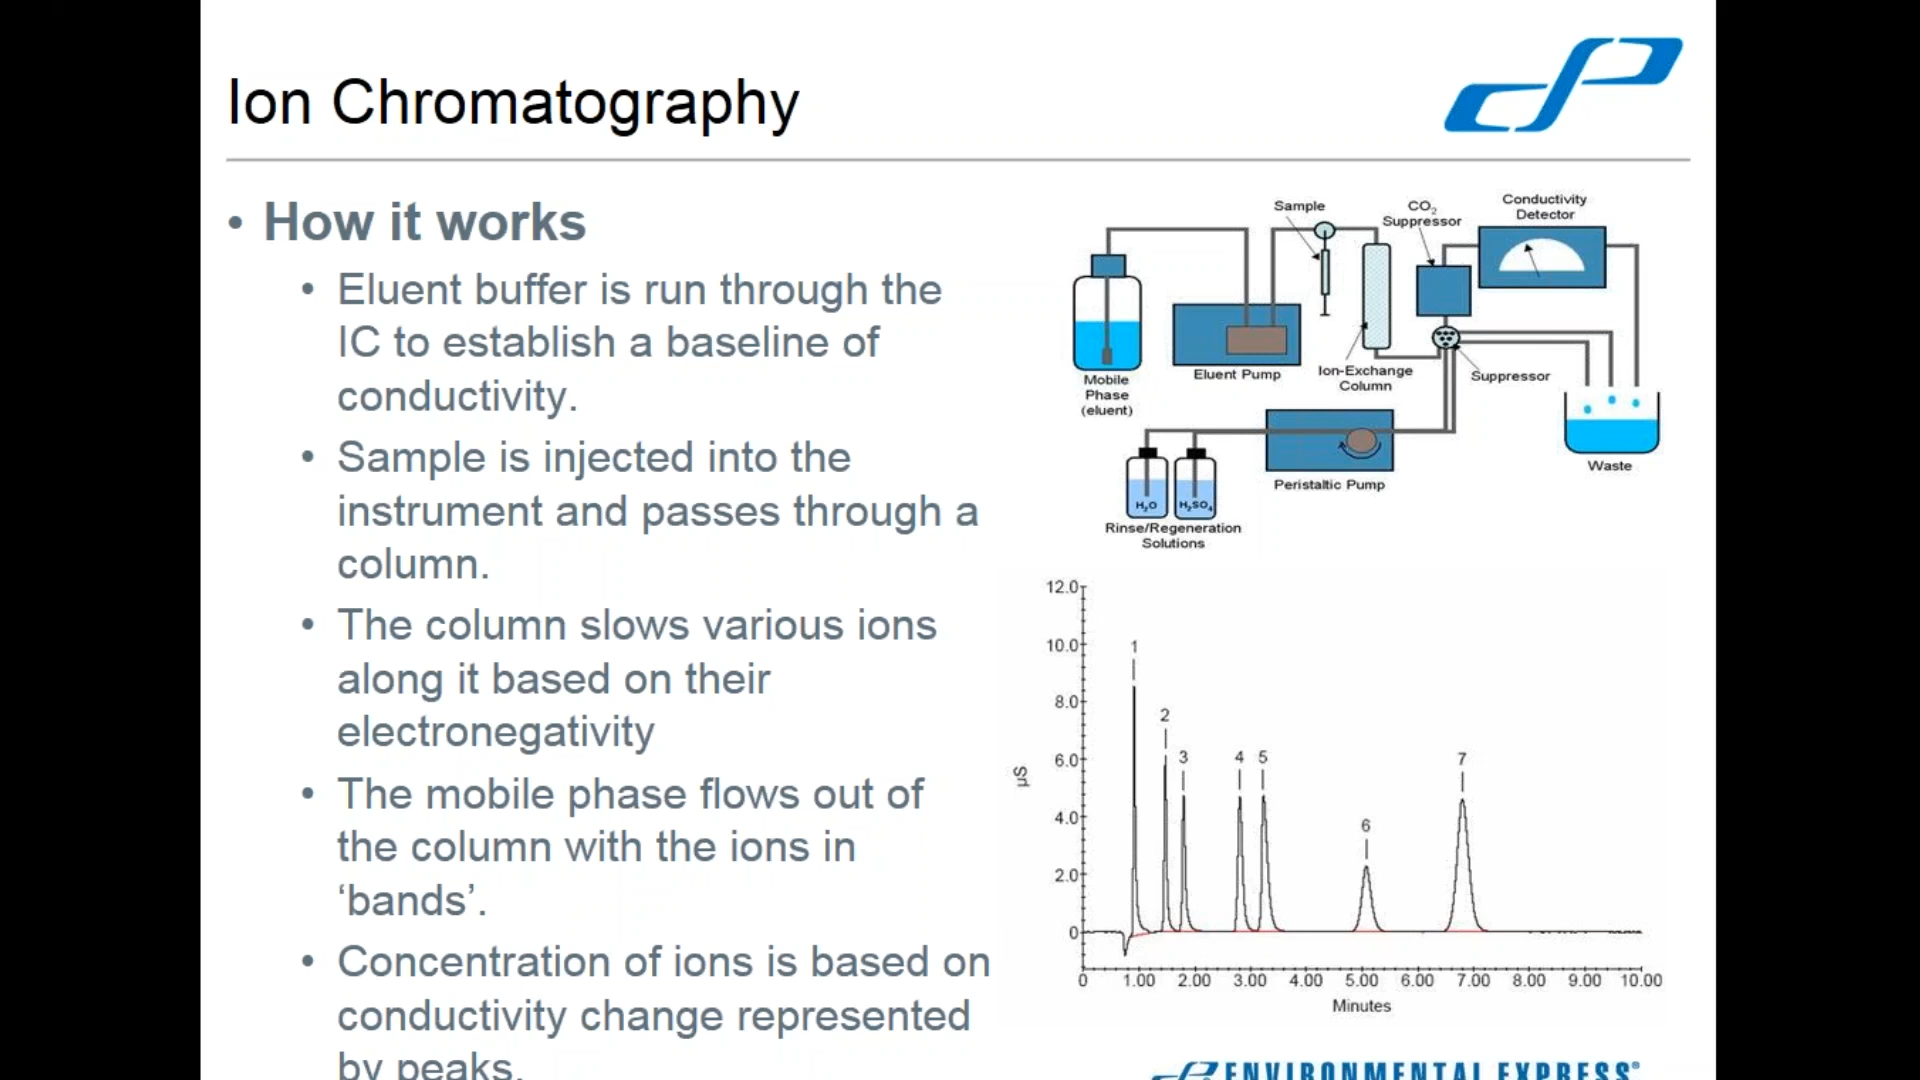 Ion Chromatography
• How it works
• Eluent buffer is run through the
IC to establish a baseline of
conductivity.
• Sample is injected into the
instrument and passes through a
column.
• The column slows various ions
along it based on their
electronegativity
• The mobile phase flows out of
the column with the ions in
‘bands’.
• Concentration of ions is based on
conductivity change represented
by peaks.
Sample
CO2
Suppressor
Conductivity
Detector
Mobile
Phase
(eluent)
Eluent Pump
Ion-Exchange
Column
Suppressor
Waste
Peristaltic Pump
H2O
H2SO4
Rinse/Regeneration
Solutions
12.0
10.0
8.0
6.0
4.0
2.0
0
µS
1
2
3
4
5
6
7
0 1.00 2.00 3.00 4.00 5.00 6.00 7.00 8.00 9.00 10.00
Minutes
ENVIRONMENTAL EXPRESS®